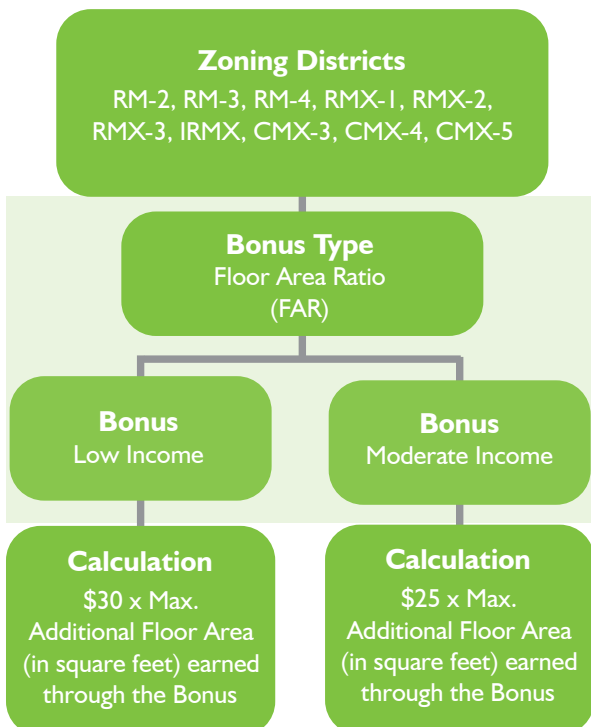 Zoning Districts
RM-2, RM-3, RM-4, RMX-1, RMX-2,
RMX-3, IRMX, CMX-3, CMX-4, CMX-5
Bonus Type
Floor Area Ratio
(FAR)
Bonus
Low Income
Bonus
Moderate Income
Calculation
$30 x Max.
Additional Floor Area
(in square feet) earned
through the Bonus
Calculation
$25 x Max.
Additional Floor Area
(in square feet) earned
through the Bonus